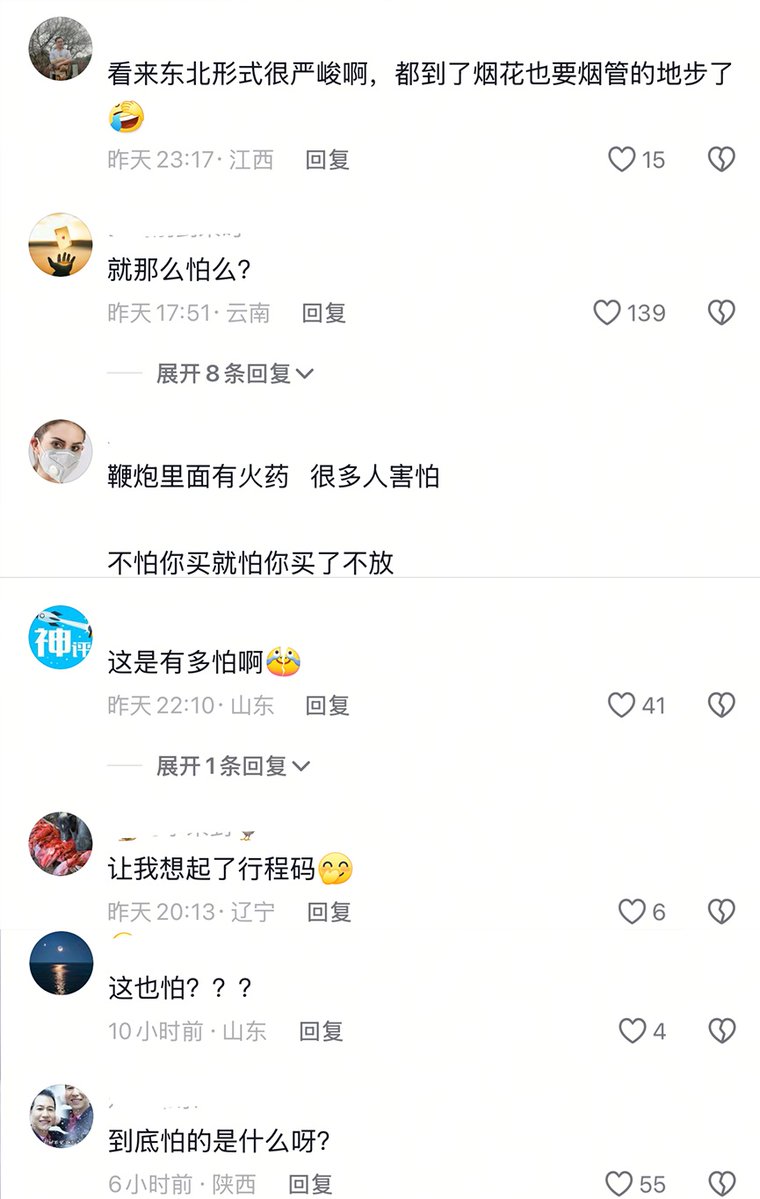 看来东北形式很严峻啊，都到了烟花也要烟管的地步了
🤣
昨天 23:17 · 江西 回复 15
就那么怕么?
昨天 17:51 · 云南 回复 139
展开 8 条回复
鞭炮里面有火药 很多人害怕
不怕你买就怕你买了不放
神评
这是有多怕啊
昨天 22:10 · 山东 回复 41
展开 1 条回复
让我想起了行程码🤭
昨天 20:13 · 辽宁 回复 6
这也怕？？？
10 小时前 · 山东 回复 4
到底怕的是什么呀?
6 小时前 · 陕西 回复 55